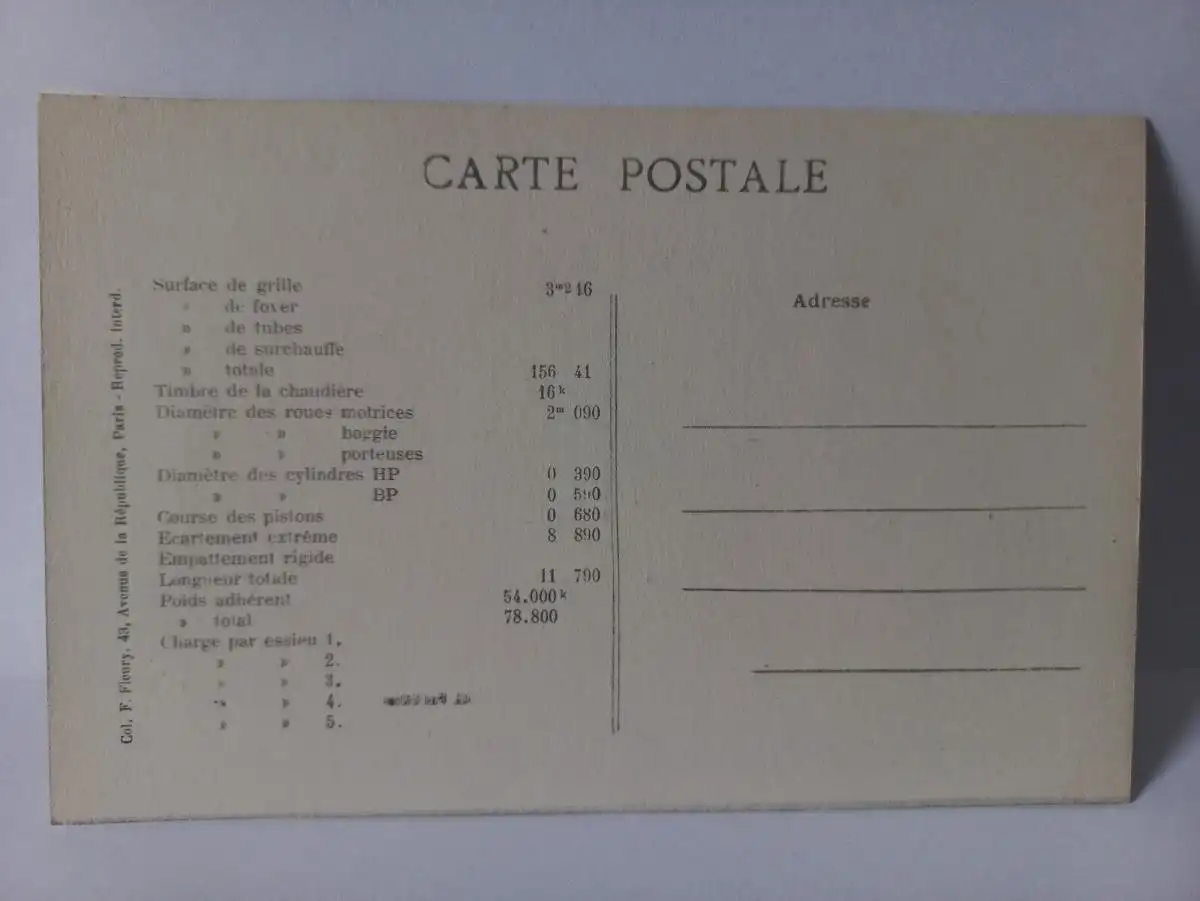 CARTE POSTALE
Surface de grille 3m²16
» de foyer
» de tubes
» de surchauffe
» totale 156 41
Timbre de la chaudière 16k
Diamètre des roues motrices 2m 090
» » boggie
» » porteuses
Diamètre des cylindres HP 0 390
» » BP 0 590
Course des pistons 0 680
Ecartement extrême 8 890
Empattement rigide
Longueur totale 11 790
Poids adhérent 54.000k
» total 78.800
Charge par essieu 1.
» » 2.
» » 3.
» » 4.
» » 5.
Col. F. Fleury, 43, Avenue de la République, Paris - Reprod. Interd.
Adresse